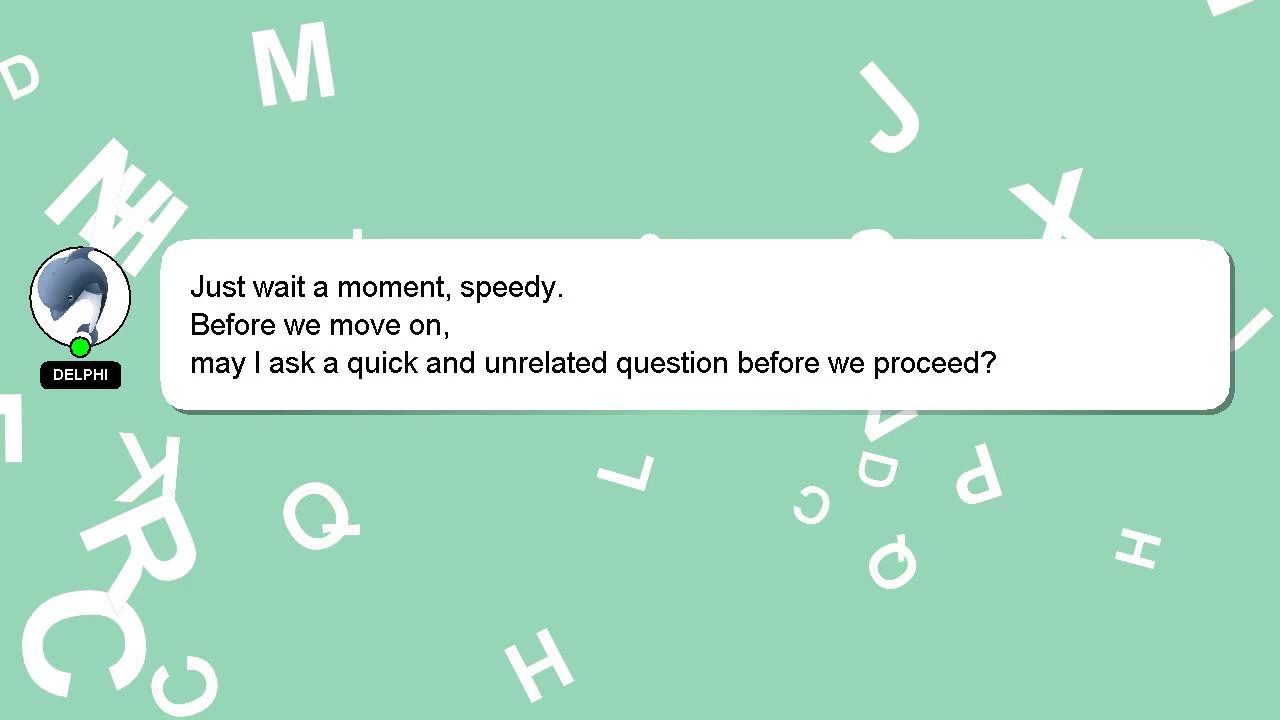 Just wait a moment, speedy.
Before we move on,
may I ask a quick and unrelated question before we proceed?
DELPHI
D
M
J
N
H
X
R
C
C
Q
L
C
D
P
Q
H
H